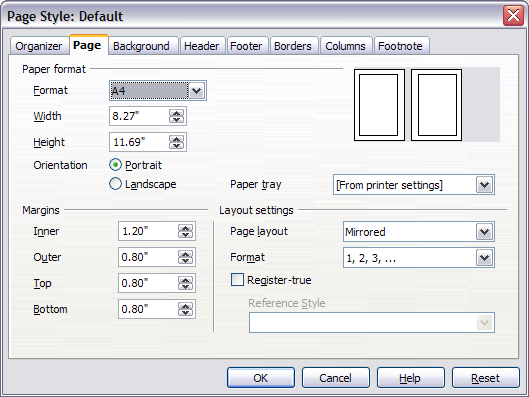 Page Style: Default
Organizer Page Background Header Footer Borders Columns Footnote
Paper format
Format A4
Width 8.27"
Height 11.69"
Orientation Portrait
Landscape Paper tray [From printer settings]
Margins Layout settings
Inner 1.20" Page layout Mirrored
Outer 0.80" Format 1, 2, 3, ...
Top 0.80" Register-true
Bottom 0.80" Reference Style
OK Cancel Help Reset